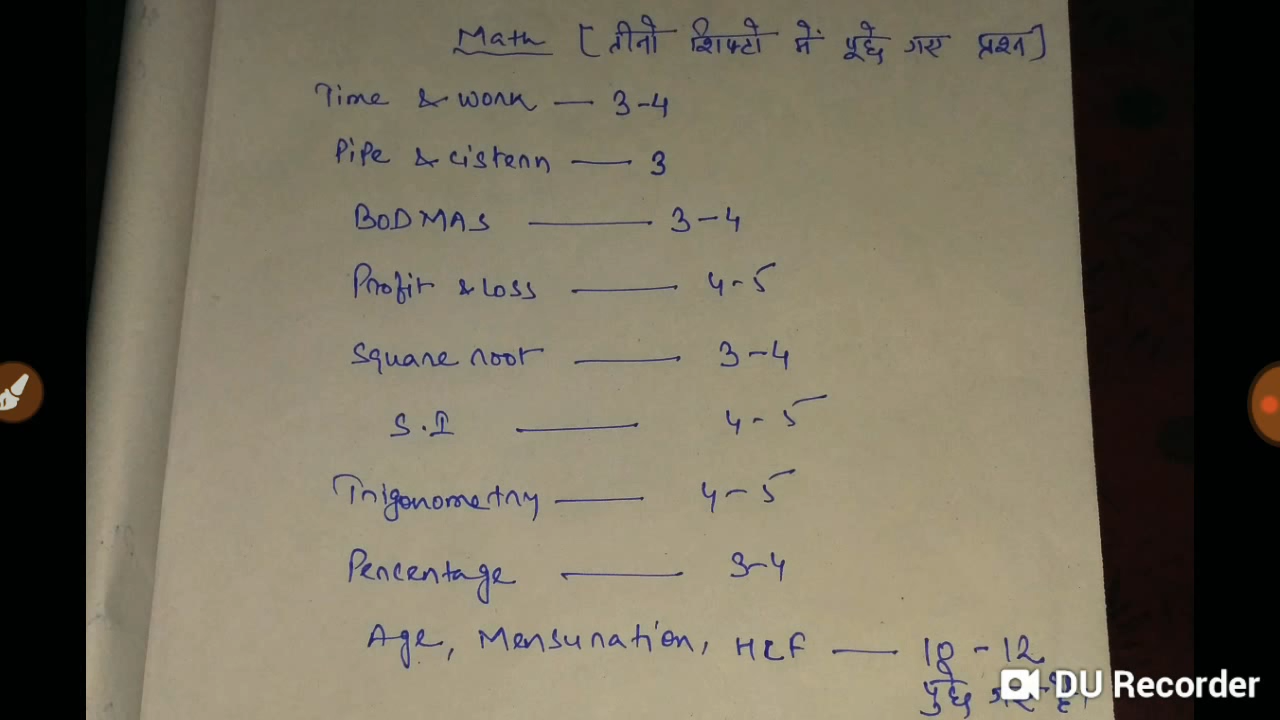 Math [तीनो शिफ्टो में पूछे गए प्रश्न]
Time & work — 3-4
Pipe & cistern — 3
BODMAS — 3-4
Profit & Loss — 4-5
Square root — 3-4
S.I — 4-5
Trigonometry — 4-5
Percentage — 3-4
Age, Mensuration, HCF — 10-12
पुछे गए है।
DU Recorder